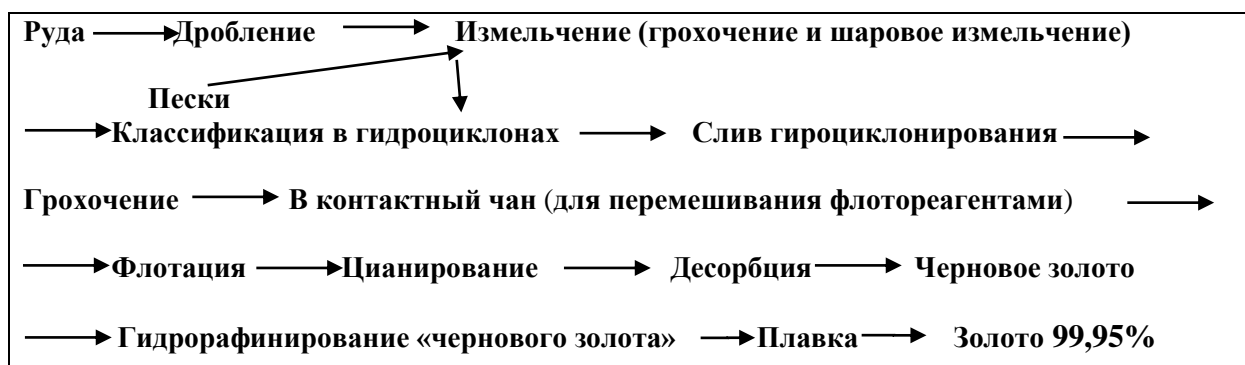 Руда Дробление Измельчение (грохочение и шаровое измельчение)
Пески
Классификация в гидроциклонах Слив гироциклонирования
Грохочение В контактный чан (для перемешивания флотореагентами)
Флотация Цианирование Десорбция Черновое золото
Гидрорафинирование «чернового золота» Плавка Золото 99,95%